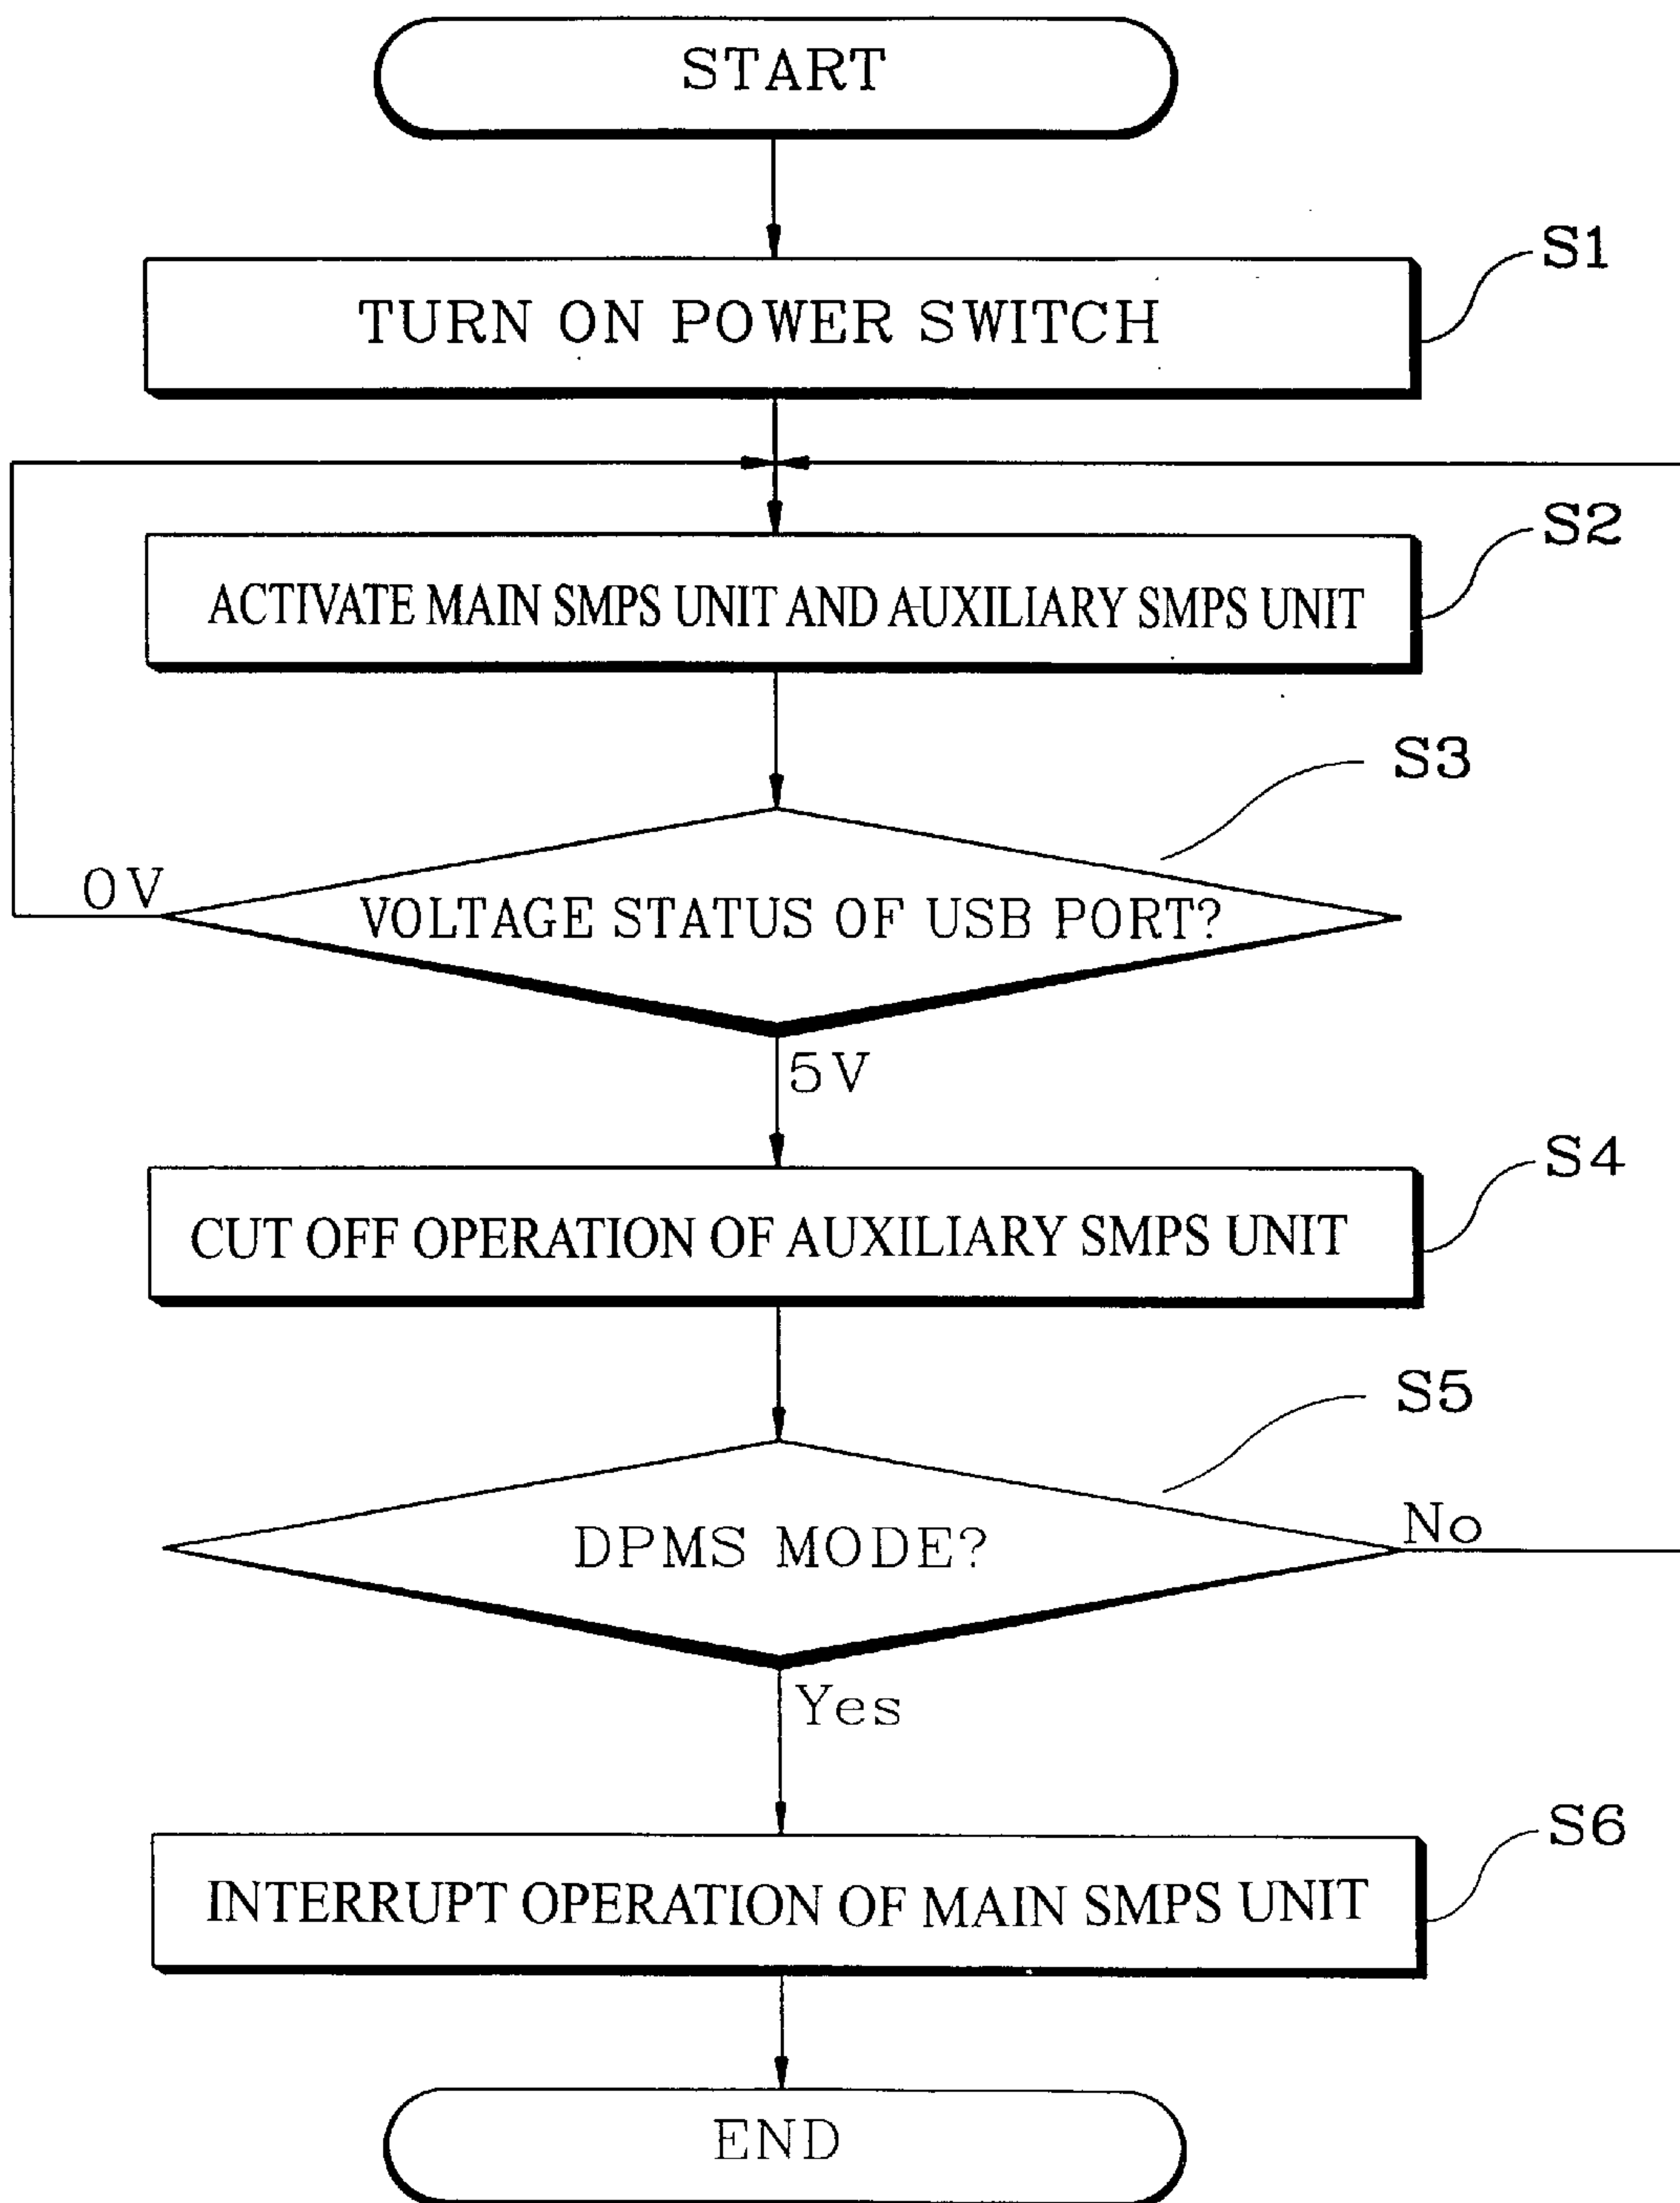 START
S1
TURN ON POWER SWITCH
S2
ACTIVATE MAIN SMPS UNIT AND AUXILIARY SMPS UNIT
S3
0V
VOLTAGE STATUS OF USB PORT?
5V
S4
CUT OFF OPERATION OF AUXILIARY SMPS UNIT
S5
No
DPMS MODE?
Yes
S6
INTERRUPT OPERATION OF MAIN SMPS UNIT
END